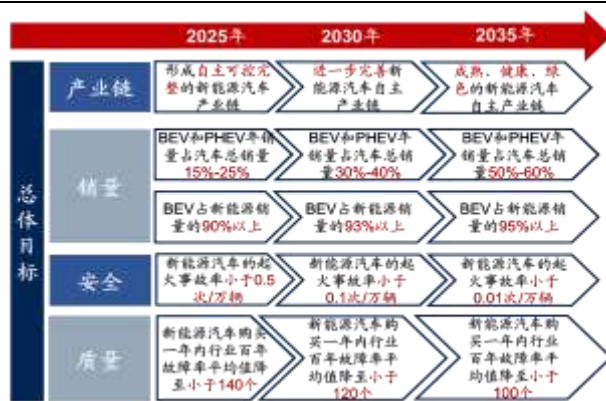 2025年
2030年
2035年
总体目标
产业链
形成自主可控完
整的新能源汽车
产业链
进一步完善新
能源汽车自主
产业链
成熟、健康、绿
色的新能源汽车
自主产业链
销量
BEV和PHEV年销
量占汽车总销量
15%-25%
BEV和PHEV年
销量占汽车总销
量30%-40%
BEV和PHEV年
销量占汽车总销
量50%-60%
BEV占新能源销
量的90%以上
BEV占新能源销
量的93%以上
BEV占新能源销
量的95%以上
安全
新能源汽车的起
火事故率小于0.5
次/万辆
新能源汽车的起
火事故率小于
0.1次/万辆
新能源汽车的起
火事故率小于
0.01次/万辆
质量
新能源汽车购买
一年内行业百年
故障率平均值降
至小于140个
新能源汽车购
买一年内行业
百年故障率平
均值降至小于
120个
新能源汽车购
买一年内行业
百年故障率平
均值降至小于
100个